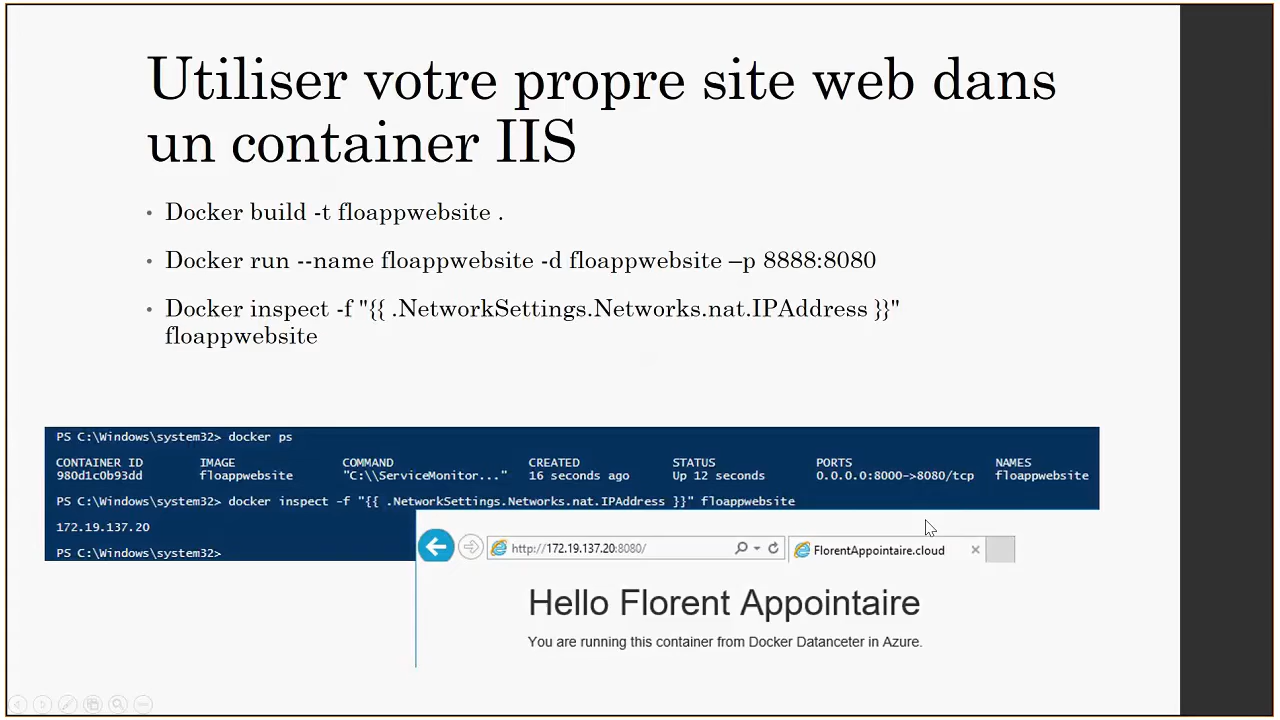 Utiliser votre propre site web dans
un container IIS
• Docker build -t floappwebsite .
• Docker run --name floappwebsite -d floappwebsite –p 8888:8080
• Docker inspect -f "{{ .NetworkSettings.Networks.nat.IPAddress }}"
floappwebsite
PS C:\Windows\system32> docker ps
CONTAINER ID IMAGE COMMAND CREATED STATUS PORTS NAMES
980d1c0b93dd floappwebsite "C:\\ServiceMonitor..." 16 seconds ago Up 12 seconds 0.0.0.0:8000->8080/tcp floappwebsite
PS C:\Windows\system32> docker inspect -f "{{ .NetworkSettings.Networks.nat.IPAddress }}" floappwebsite
172.19.137.20
PS C:\Windows\system32>
http://172.19.137.20:8080/ FlorentAppointaire.cloud
Hello Florent Appointaire
You are running this container from Docker Datanceter in Azure.